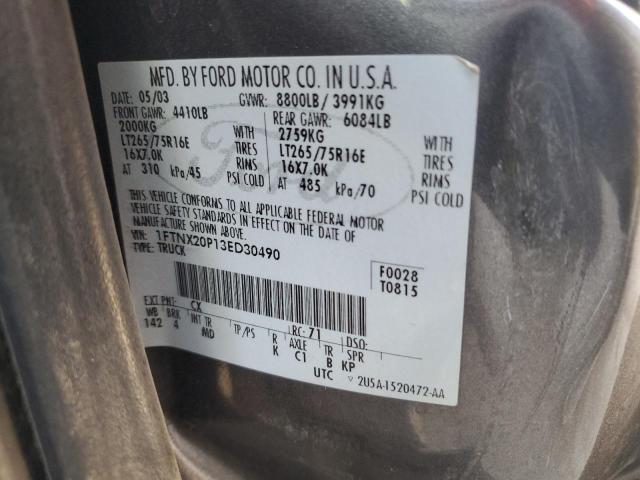 MFD. BY FORD MOTOR CO. IN U.S.A.
DATE: 05/03 GVWR: 8800LB/ 3991KG
FRONT GAWR: 4410LB REAR GAWR: 6084LB
2000KG WITH 2759KG WITH
LT265/75R16E TIRES LT265/75R16E TIRES
16X7.0K RIMS 16X7.0K RIMS
AT 310 kPa/45 PSI COLD AT 485 kPa/70 PSI COLD
THIS VEHICLE CONFORMS TO ALL APPLICABLE FEDERAL MOTOR
VEHICLE SAFETY STANDARDS IN EFFECT ON THE DATE OF
MANUFACTURE SHOWN ABOVE.
VIN: 1FTNX20P13ED30490
TYPE: TRUCK
F0028
T0815
EXT PNT: CX RC: 71 DSO:
WB BRK INT TR TP/PS R AXLE TR SPR
142 4 MD K C1 B KP
UTC ▽ 2U5A-1520472-AA
Ford